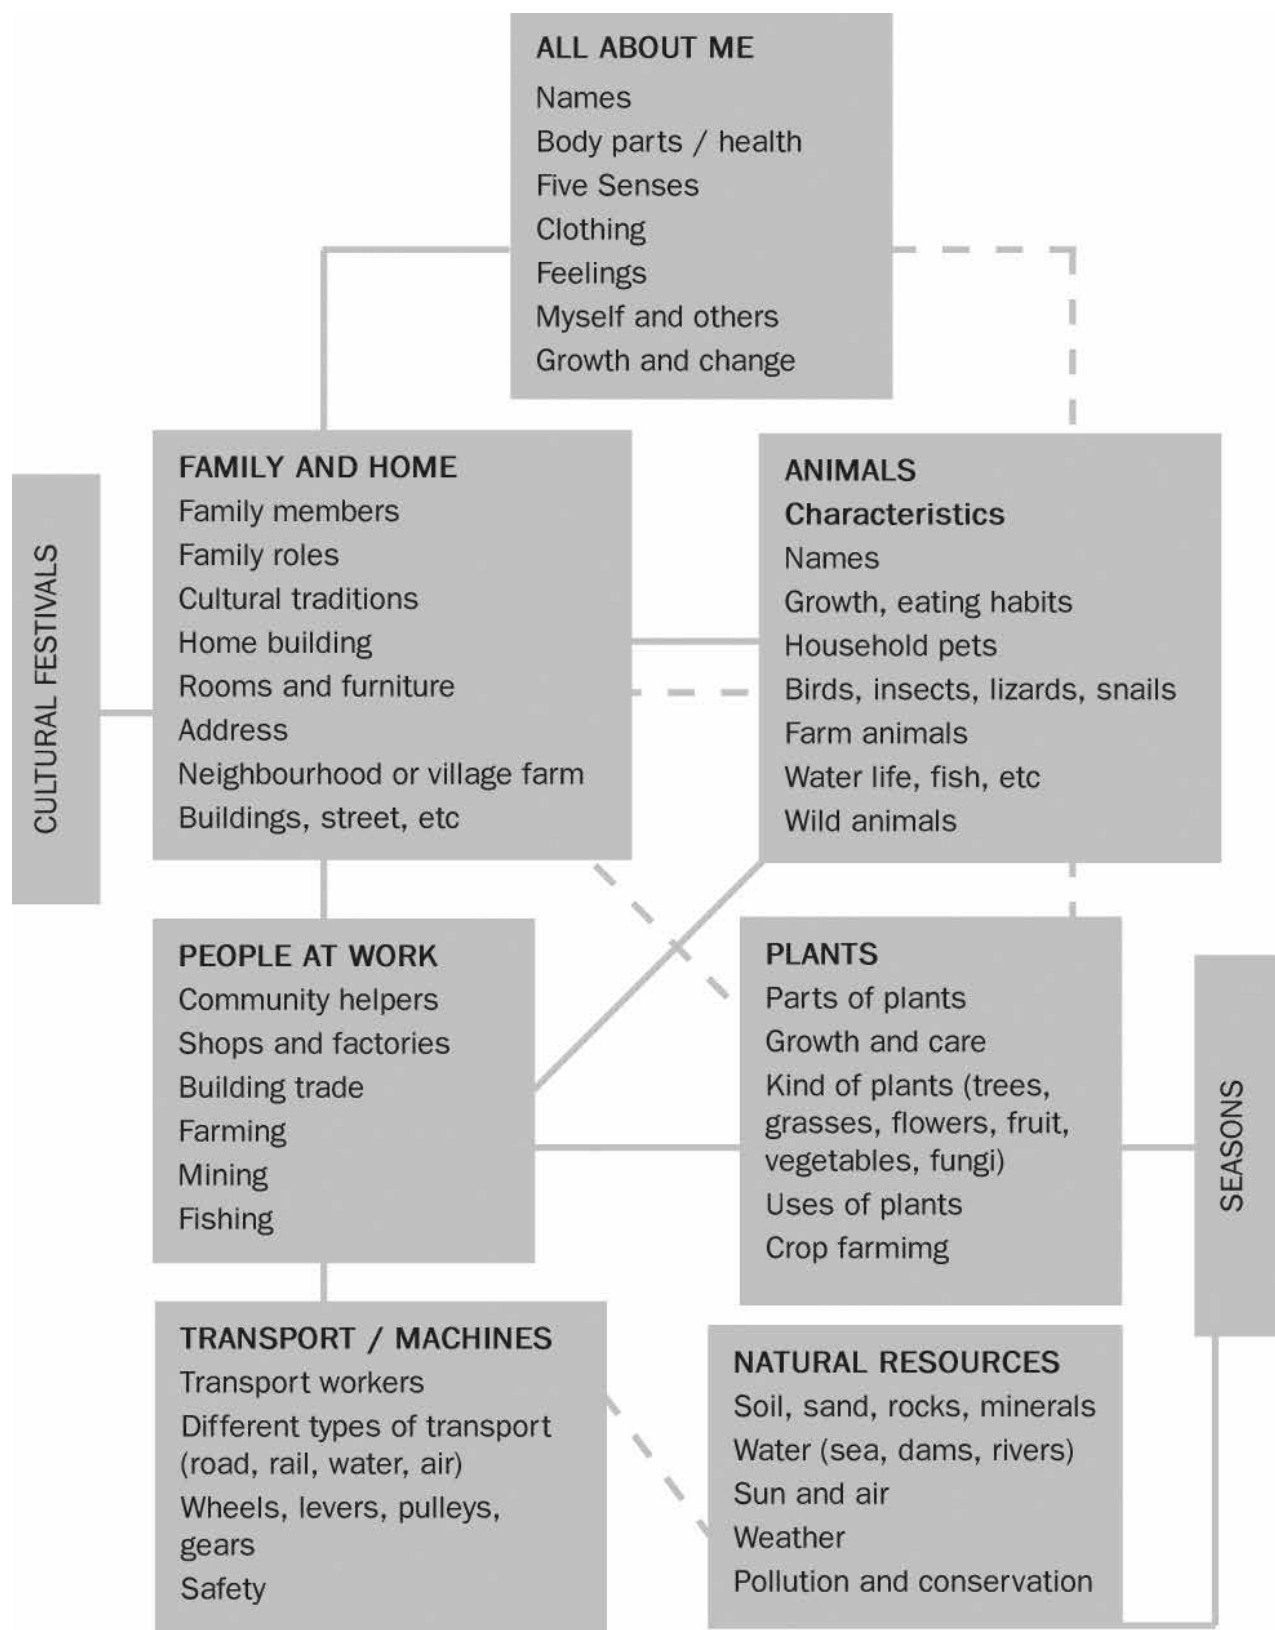 ALL ABOUT ME
Names
Body parts / health
Five Senses
Clothing
Feelings
Myself and others
Growth and change
CULTURAL FESTIVALS
FAMILY AND HOME
Family members
Family roles
Cultural traditions
Home building
Rooms and furniture
Address
Neighbourhood or village farm
Buildings, street, etc
ANIMALS
Characteristics
Names
Growth, eating habits
Household pets
Birds, insects, lizards, snails
Farm animals
Water life, fish, etc
Wild animals
PEOPLE AT WORK
Community helpers
Shops and factories
Building trade
Farming
Mining
Fishing
PLANTS
Parts of plants
Growth and care
Kind of plants (trees,
grasses, flowers, fruit,
vegetables, fungi)
Uses of plants
Crop farmimg
SEASONS
TRANSPORT / MACHINES
Transport workers
Different types of transport
(road, rail, water, air)
Wheels, levers, pulleys,
gears
Safety
NATURAL RESOURCES
Soil, sand, rocks, minerals
Water (sea, dams, rivers)
Sun and air
Weather
Pollution and conservation